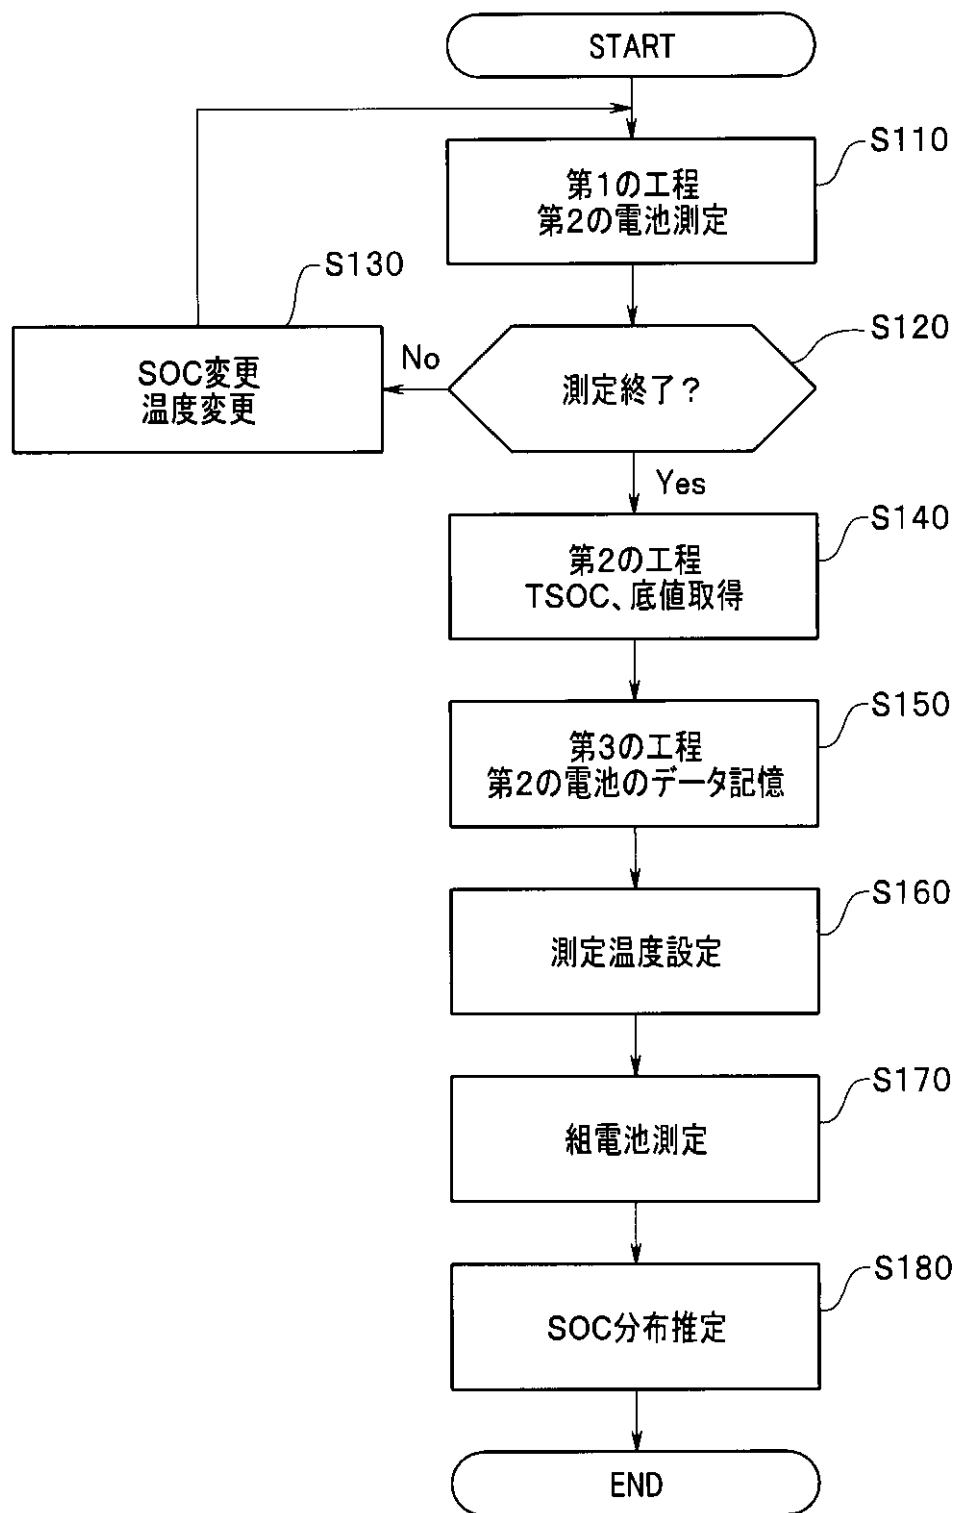 START
S110
第1の工程
第2の電池測定
S130
SOC変更
温度変更
No
S120
測定終了？
Yes
S140
第2の工程
TSOC、底値取得
S150
第3の工程
第2の電池のデータ記憶
S160
測定温度設定
S170
組電池測定
S180
SOC分布推定
END